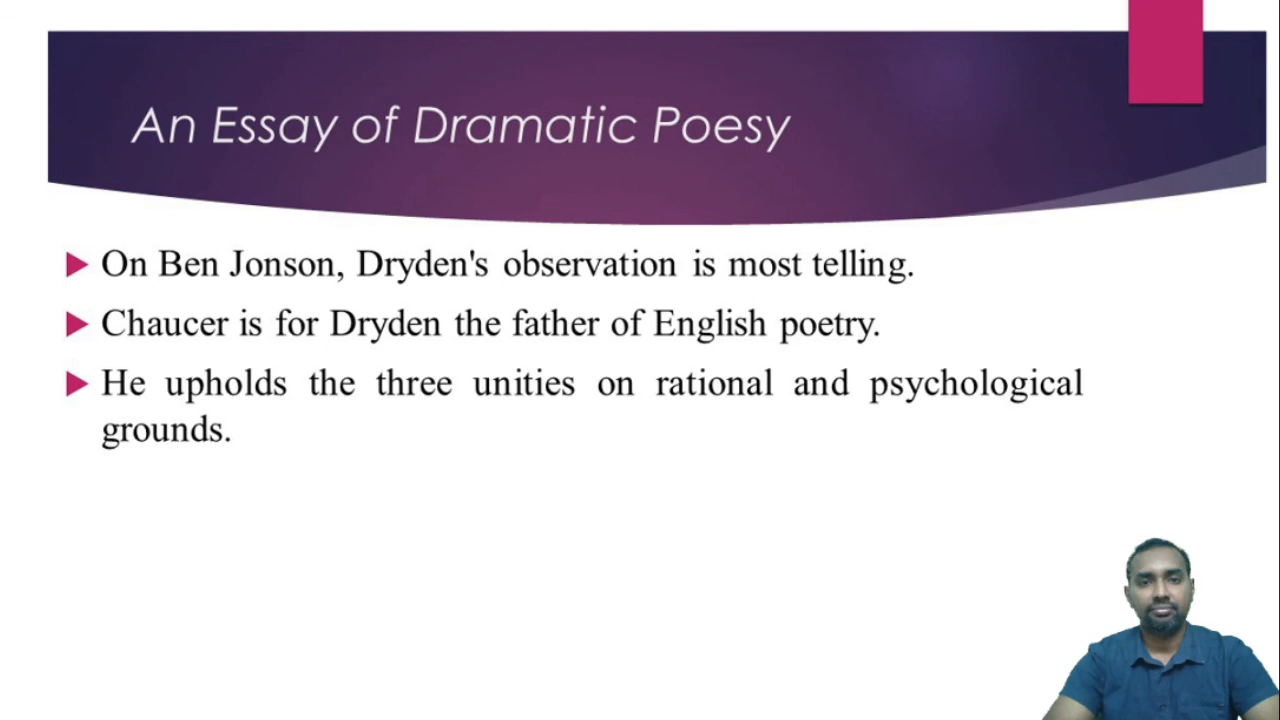 An Essay of Dramatic Poesy
On Ben Jonson, Dryden's observation is most telling.
Chaucer is for Dryden the father of English poetry.
He upholds the three unities on rational and psychological
grounds.